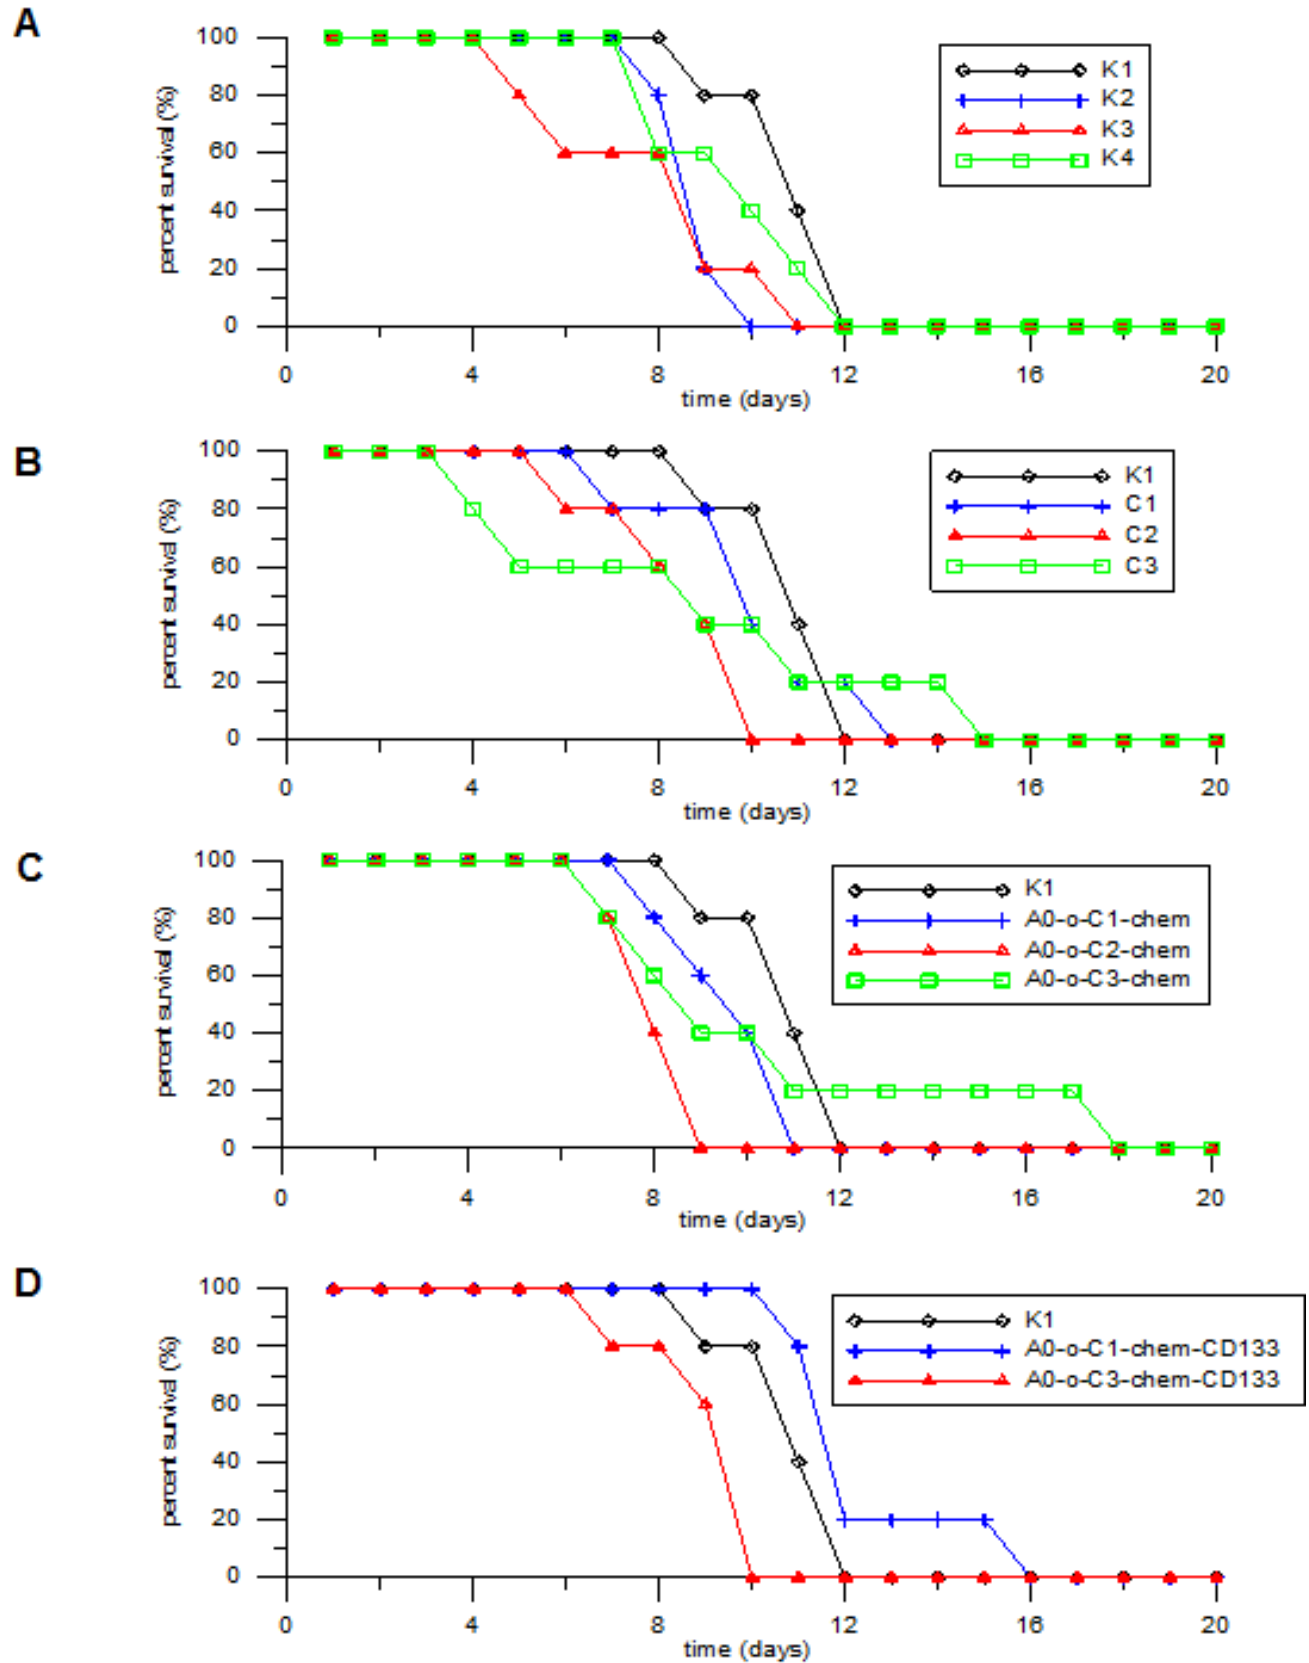 A
percent survival (%)
100
80
60
40
20
0
0 4 8 12 16 20
time (days)
K1
K2
K3
K4
B
percent survival (%)
100
80
60
40
20
0
0 4 8 12 16 20
time (days)
K1
C1
C2
C3
C
percent survival (%)
100
80
60
40
20
0
0 4 8 12 16 20
time (days)
K1
A0-o-C1-chem
A0-o-C2-chem
A0-o-C3-chem
D
percent survival (%)
100
80
60
40
20
0
0 4 8 12 16 20
time (days)
K1
A0-o-C1-chem-CD133
A0-o-C3-chem-CD133